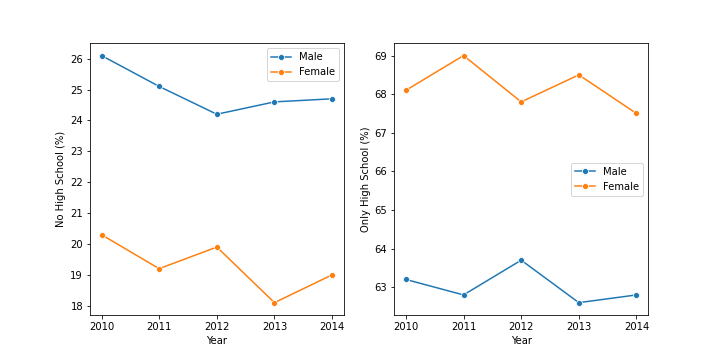 No High School (%)
26
25
24
23
22
21
20
19
18
2010 2011 2012 2013 2014
Year
Male
Female
Only High School (%)
69
68
67
66
65
64
63
2010 2011 2012 2013 2014
Year
Male
Female